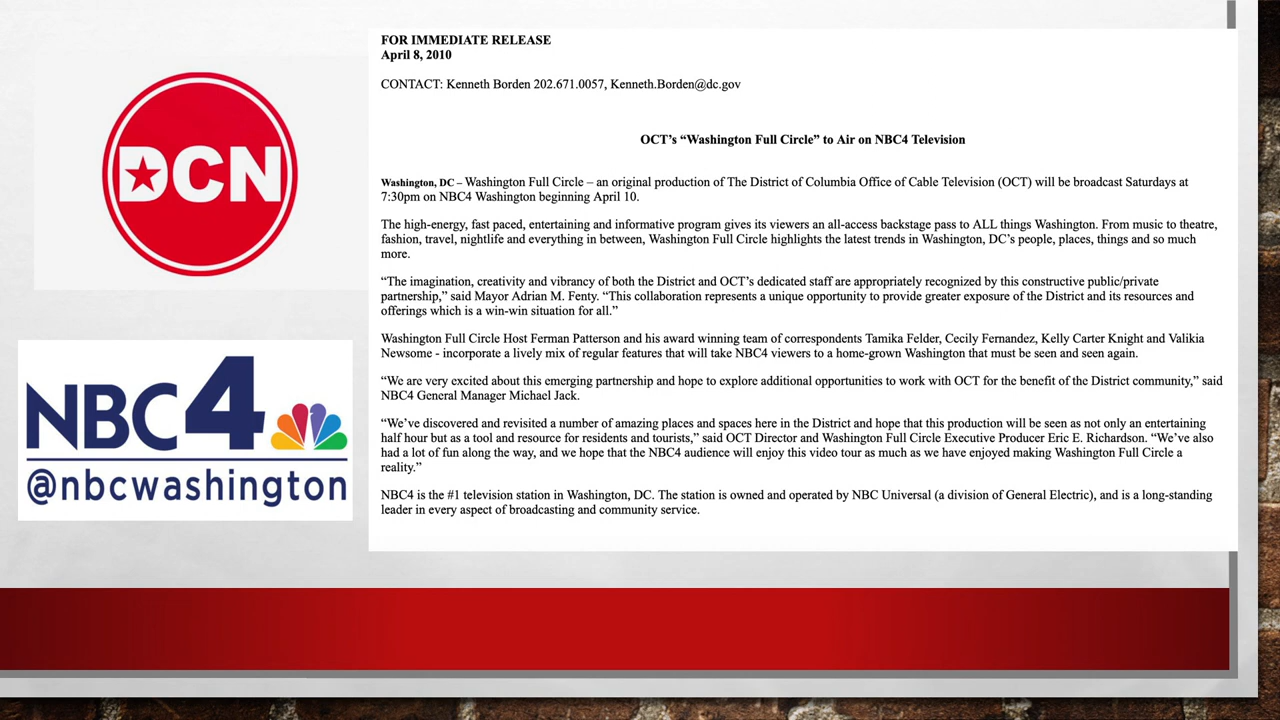 DCN
NBC4
@nbcwashington
FOR IMMEDIATE RELEASE
April 8, 2010
CONTACT: Kenneth Borden 202.671.0057, Kenneth.Borden@dc.gov
OCT’s “Washington Full Circle” to Air on NBC4 Television
Washington, DC – Washington Full Circle – an original production of The District of Columbia Office of Cable Television (OCT) will be broadcast Saturdays at
7:30pm on NBC4 Washington beginning April 10.
The high-energy, fast paced, entertaining and informative program gives its viewers an all-access backstage pass to ALL things Washington. From music to theatre,
fashion, travel, nightlife and everything in between, Washington Full Circle highlights the latest trends in Washington, DC’s people, places, things and so much
more.
“The imagination, creativity and vibrancy of both the District and OCT’s dedicated staff are appropriately recognized by this constructive public/private
partnership,” said Mayor Adrian M. Fenty. “This collaboration represents a unique opportunity to provide greater exposure of the District and its resources and
offerings which is a win-win situation for all.”
Washington Full Circle Host Ferman Patterson and his award winning team of correspondents Tamika Felder, Cecily Fernandez, Kelly Carter Knight and Valikia
Newsome - incorporate a lively mix of regular features that will take NBC4 viewers to a home-grown Washington that must be seen and seen again.
“We are very excited about this emerging partnership and hope to explore additional opportunities to work with OCT for the benefit of the District community,” said
NBC4 General Manager Michael Jack.
“We’ve discovered and revisited a number of amazing places and spaces here in the District and hope that this production will be seen as not only an entertaining
half hour but as a tool and resource for residents and tourists,” said OCT Director and Washington Full Circle Executive Producer Eric E. Richardson. “We’ve also
had a lot of fun along the way, and we hope that the NBC4 audience will enjoy this video tour as much as we have enjoyed making Washington Full Circle a
reality.”
NBC4 is the #1 television station in Washington, DC. The station is owned and operated by NBC Universal (a division of General Electric), and is a long-standing
leader in every aspect of broadcasting and community service.